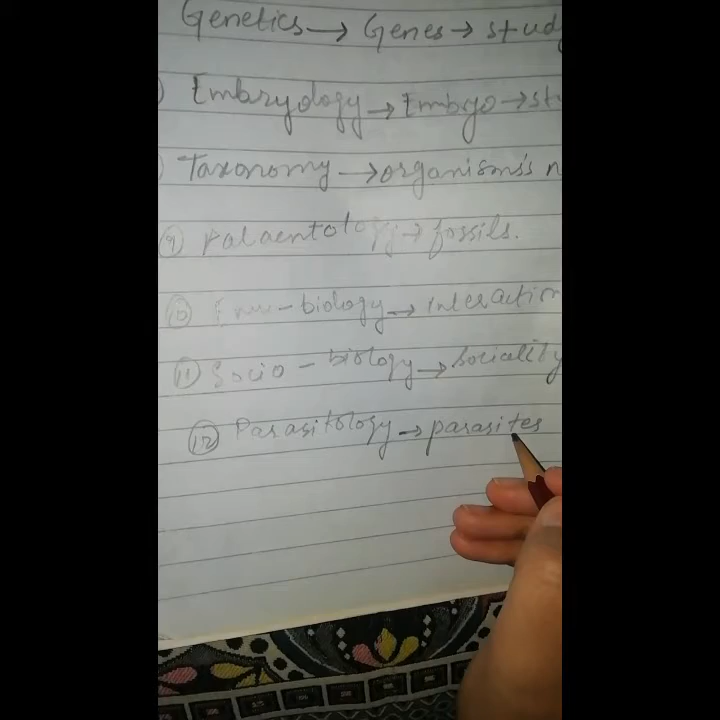 Genetics → Genes → stud
) Embryology → Embryo → st
) Taxonomy → organisms's n
(9) Palaentology → fossils.
(10) Env - biology → interaction
(11) Socio - biology → sociality
(12) Parasitology → parasites